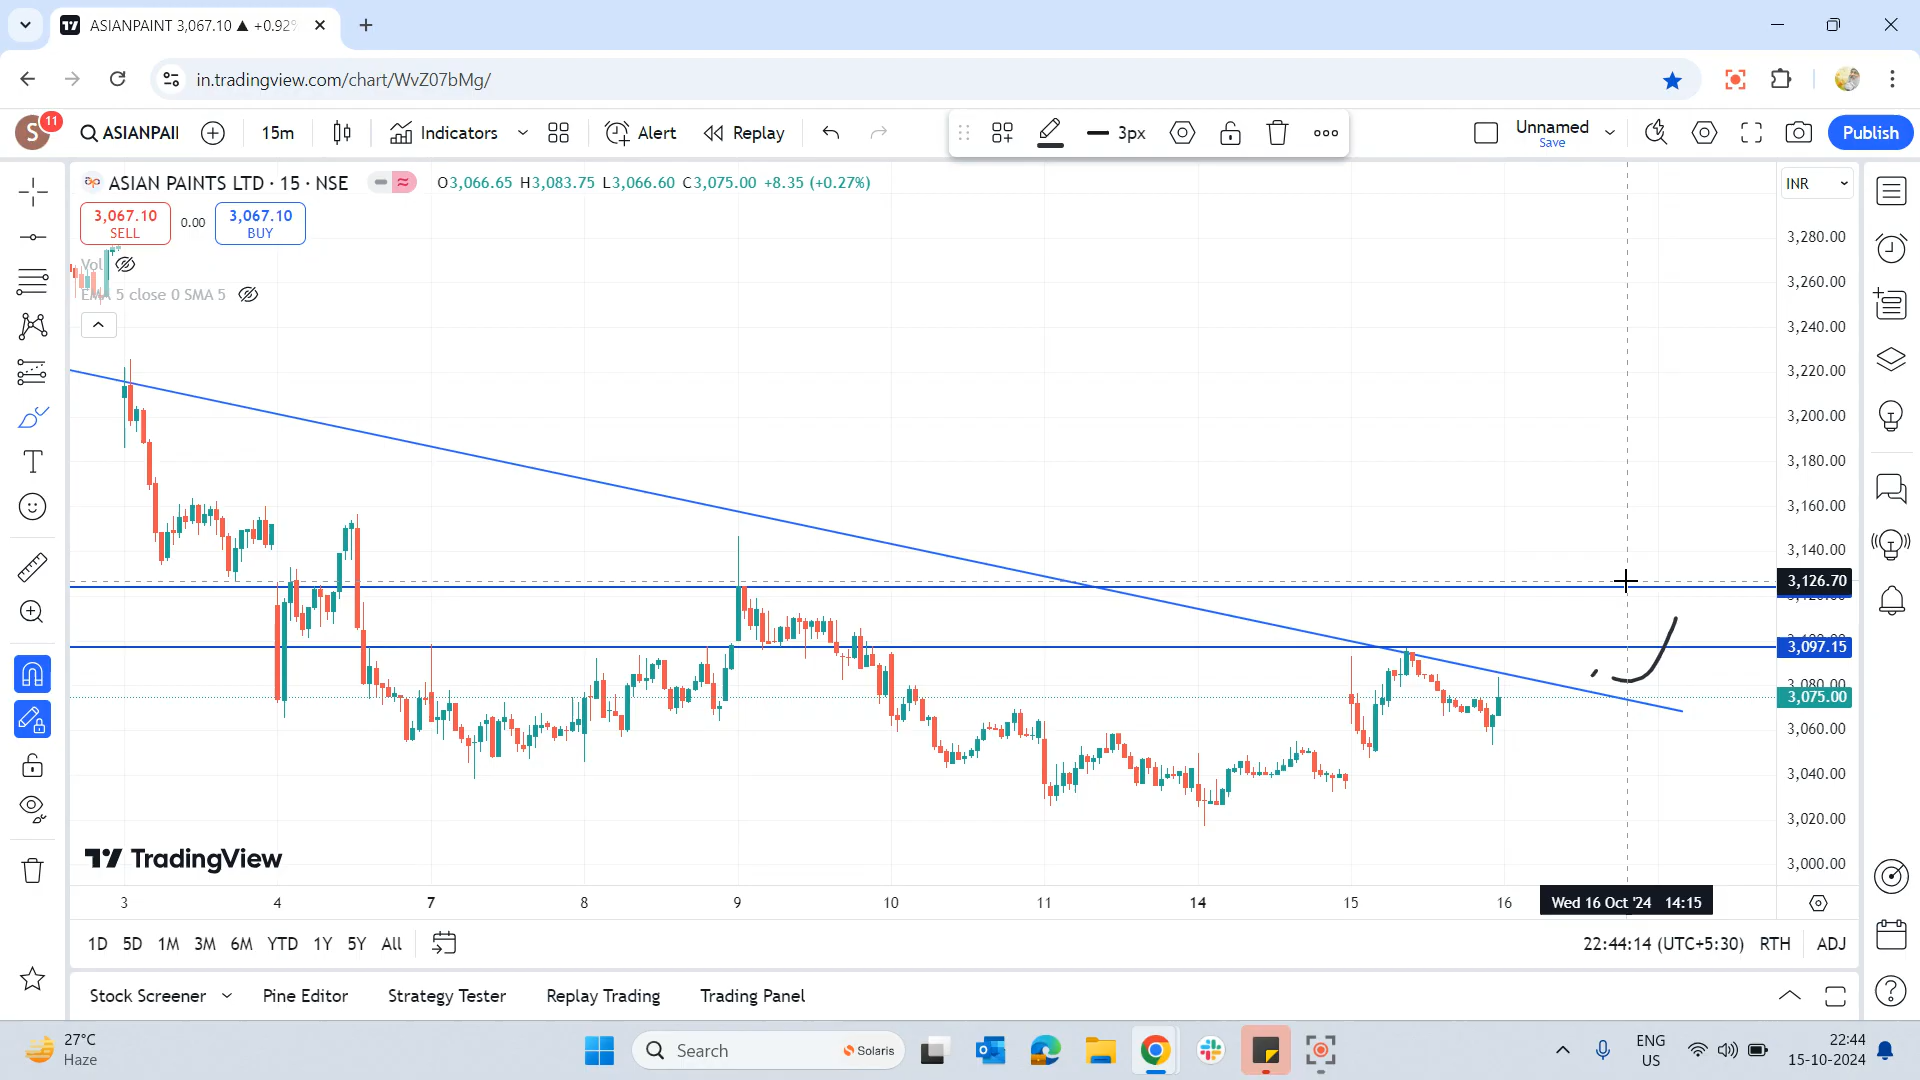 ASIANPAINT 3,067.10 ▲ +0.92%
in.tradingview.com/chart/WvZ07bMg/
S 11 ASIANPAI 15m Indicators Alert Replay 3px Unnamed Save Publish
ASIAN PAINTS LTD · 15 · NSE O3,066.65 H3,083.75 L3,066.60 C3,075.00 +8.35 (+0.27%) INR
3,067.10 SELL 0.00 3,067.10 BUY
Vol
EMA 5 close 0 SMA 5
3,280.00
3,260.00
3,240.00
3,220.00
3,200.00
3,180.00
3,160.00
3,140.00
3,126.70
3,097.15
3,080.00
3,075.00
3,060.00
3,040.00
3,020.00
3,000.00
TradingView
3 4 7 8 9 10 11 14 15 16 Wed 16 Oct '24 14:15
1D 5D 1M 3M 6M YTD 1Y 5Y All 22:44:14 (UTC+5:30) RTH ADJ
Stock Screener Pine Editor Strategy Tester Replay Trading Trading Panel
27°C
Haze
Search Solaris
ENG
US
22:44
15-10-2024